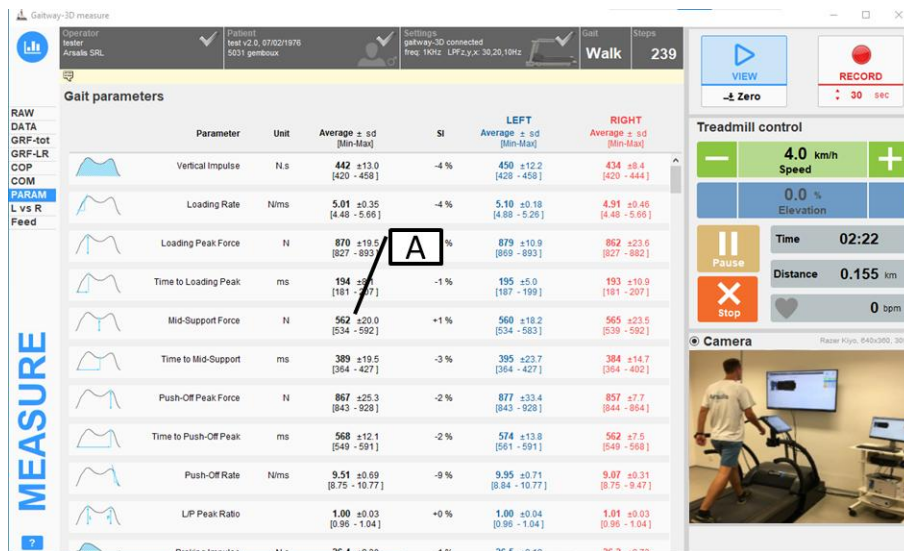 Gaitway-3D measure
Operator
tester
Arsalis SRL
Patient
test v2.0, 07/02/1976
5031 gemboux
Settings
gaitway-3D connected
freq: 1KHz LPFz,y,x: 30,20,10Hz
Gait
Walk
Steps
239
Gait parameters
RAW
DATA
GRF-tot
GRF-LR
COP
COM
PARAM
L vs R
Feed
MEASURE
?
LEFT RIGHT
Parameter Unit Average ± sd SI Average ± sd Average ± sd
[Min-Max] [Min-Max] [Min-Max]
Vertical Impulse N.s 442 ±13.0 -4 % 450 ±12.2 434 ±8.4
[420 - 458] [428 - 458] [420 - 444]
Loading Rate N/ms 5.01 ±0.35 -4 % 5.10 ±0.18 4.91 ±0.46
[4.48 - 5.66] [4.88 - 5.26] [4.48 - 5.66]
Loading Peak Force N 870 ±19.5 % 879 ±10.9 862 ±23.6
[827 - 893] [869 - 893] [827 - 882]
A
Time to Loading Peak ms 194 -1 % 195 ±5.0 193 ±10.9
[181 - 207] [187 - 199] [181 - 207]
Mid-Support Force N 562 ±20.0 +1 % 560 ±18.2 565 ±23.5
[534 - 592] [534 - 583] [539 - 592]
Time to Mid-Support ms 389 ±19.5 -3 % 395 ±23.7 384 ±14.7
[364 - 427] [364 - 427] [364 - 402]
Push-Off Peak Force N 867 ±25.3 -2 % 877 ±33.4 857 ±7.7
[843 - 928] [843 - 928] [844 - 864]
Time to Push-Off Peak ms 568 ±12.1 -2 % 574 ±13.8 562 ±7.5
[549 - 591] [561 - 591] [549 - 568]
Push-Off Rate N/ms 9.51 ±0.69 -9 % 9.95 ±0.71 9.07 ±0.31
[8.75 - 10.77] [8.84 - 10.77] [8.75 - 9.47]
L/P Peak Ratio 1.00 ±0.03 +0 % 1.00 ±0.04 1.01 ±0.03
[0.96 - 1.04] [0.96 - 1.04] [0.96 - 1.04]
VIEW
Zero
RECORD
30 sec
Treadmill control
4.0 km/h
Speed
0.0 %
Elevation
Pause
Stop
Time 02:22
Distance 0.155 km
0 bpm
Camera
Razer Kiyo, 640x360,
Arsalis